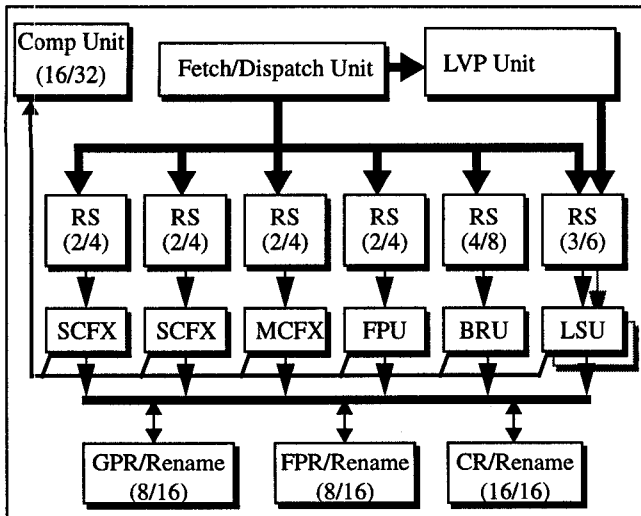 Comp Unit
(16/32)
Fetch/Dispatch Unit
LVP Unit
RS
(2/4)
RS
(2/4)
RS
(2/4)
RS
(2/4)
RS
(4/8)
RS
(3/6)
SCFX
SCFX
MCFX
FPU
BRU
LSU
GPR/Rename
(8/16)
FPR/Rename
(8/16)
CR/Rename
(16/16)